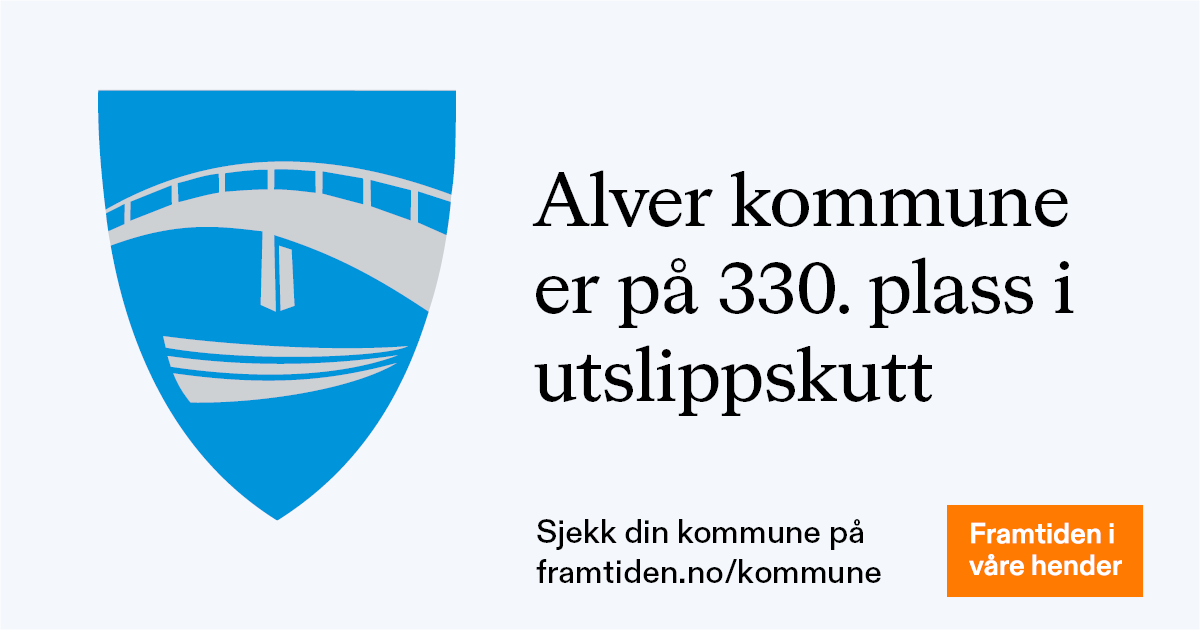 Alver kommune
er på 330. plass i
utslippskutt
Sjekk din kommune på
framtiden.no/kommune
Framtiden i
våre hender